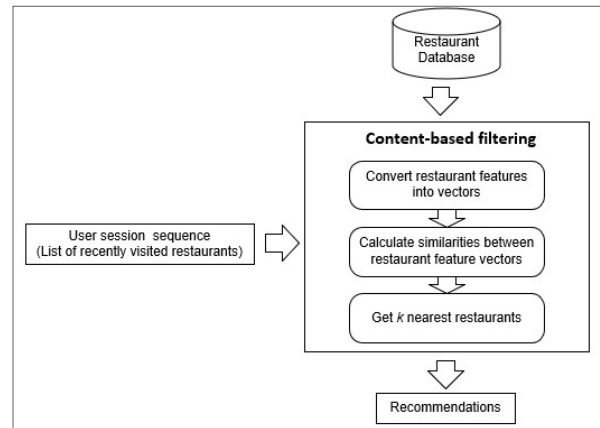 Restaurant
Database
Content-based filtering
Convert restaurant features
into vectors
User session sequence
(List of recently visited restaurants)
Calculate similarities between
restaurant feature vectors
Get k nearest restaurants
Recommendations